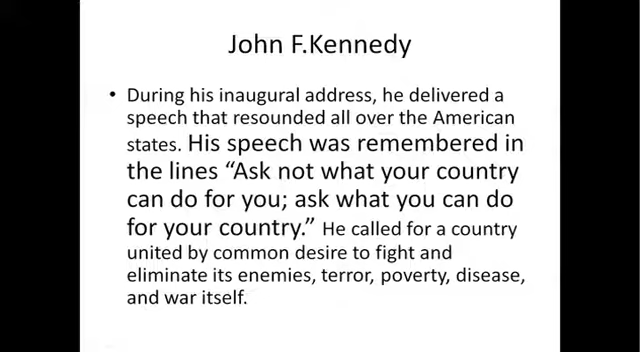 John F.Kennedy
• During his inaugural address, he delivered a
speech that resounded all over the American
states. His speech was remembered in
the lines “Ask not what your country
can do for you; ask what you can do
for your country.” He called for a country
united by common desire to fight and
eliminate its enemies, terror, poverty, disease,
and war itself.